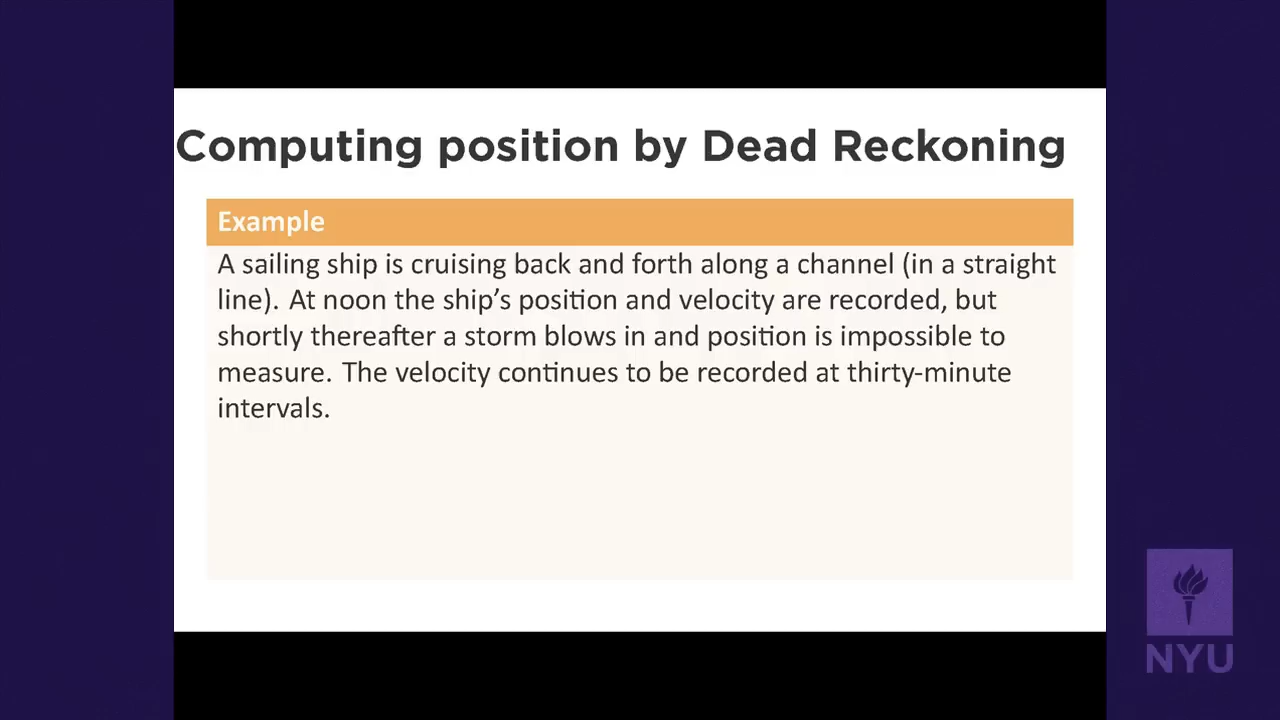 Computing position by Dead Reckoning
Example
A sailing ship is cruising back and forth along a channel (in a straight
line). At noon the ship's position and velocity are recorded, but
shortly thereafter a storm blows in and position is impossible to
measure. The velocity continues to be recorded at thirty-minute
intervals.
NYU